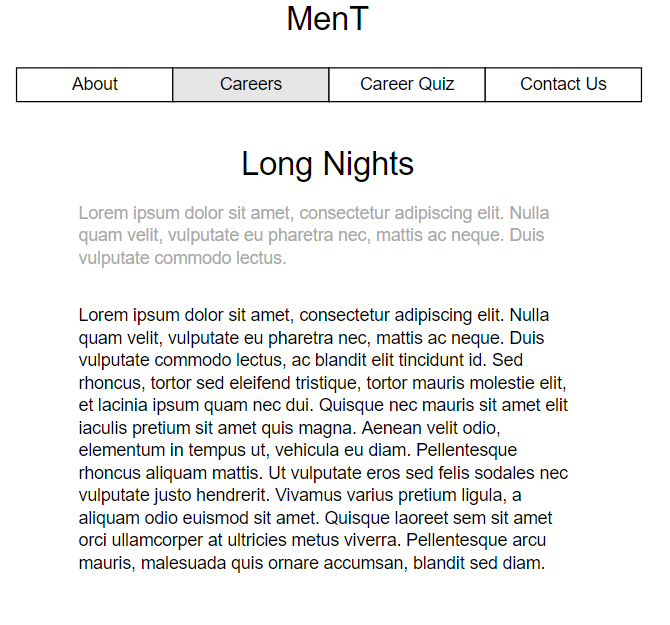 MenT
About Careers Career Quiz Contact Us
Long Nights
Lorem ipsum dolor sit amet, consectetur adipiscing elit. Nulla
quam velit, vulputate eu pharetra nec, mattis ac neque. Duis
vulputate commodo lectus.
Lorem ipsum dolor sit amet, consectetur adipiscing elit. Nulla
quam velit, vulputate eu pharetra nec, mattis ac neque. Duis
vulputate commodo lectus, ac blandit elit tincidunt id. Sed
rhoncus, tortor sed eleifend tristique, tortor mauris molestie elit,
et lacinia ipsum quam nec dui. Quisque nec mauris sit amet elit
iaculis pretium sit amet quis magna. Aenean velit odio,
elementum in tempus ut, vehicula eu diam. Pellentesque
rhoncus aliquam mattis. Ut vulputate eros sed felis sodales nec
vulputate justo hendrerit. Vivamus varius pretium ligula, a
aliquam odio euismod sit amet. Quisque laoreet sem sit amet
orci ullamcorper at ultricies metus viverra. Pellentesque arcu
mauris, malesuada quis ornare accumsan, blandit sed diam.